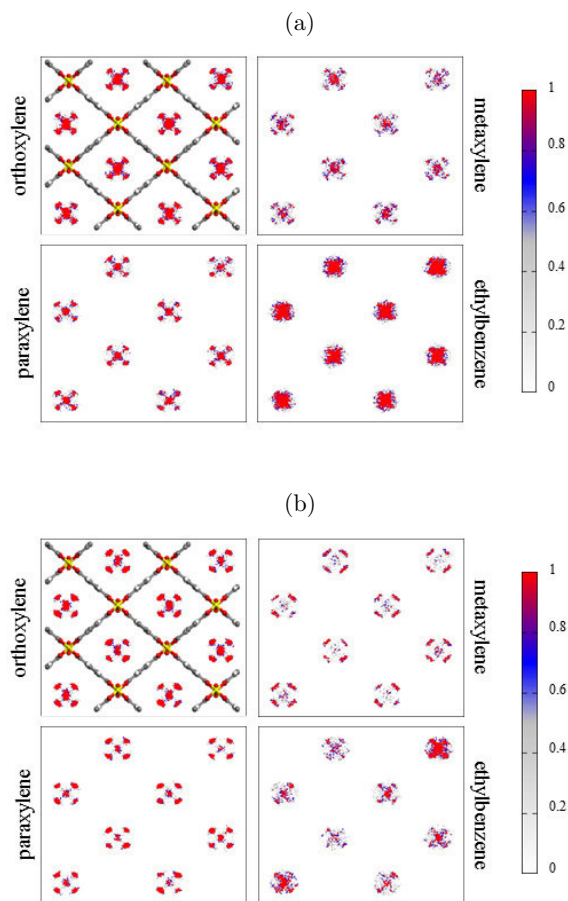 (a)
orthoxylene
metaxylene
paraxylene
ethylbenzene
1
0.8
0.6
0.4
0.2
0
(b)
orthoxylene
metaxylene
paraxylene
ethylbenzene
1
0.8
0.6
0.4
0.2
0